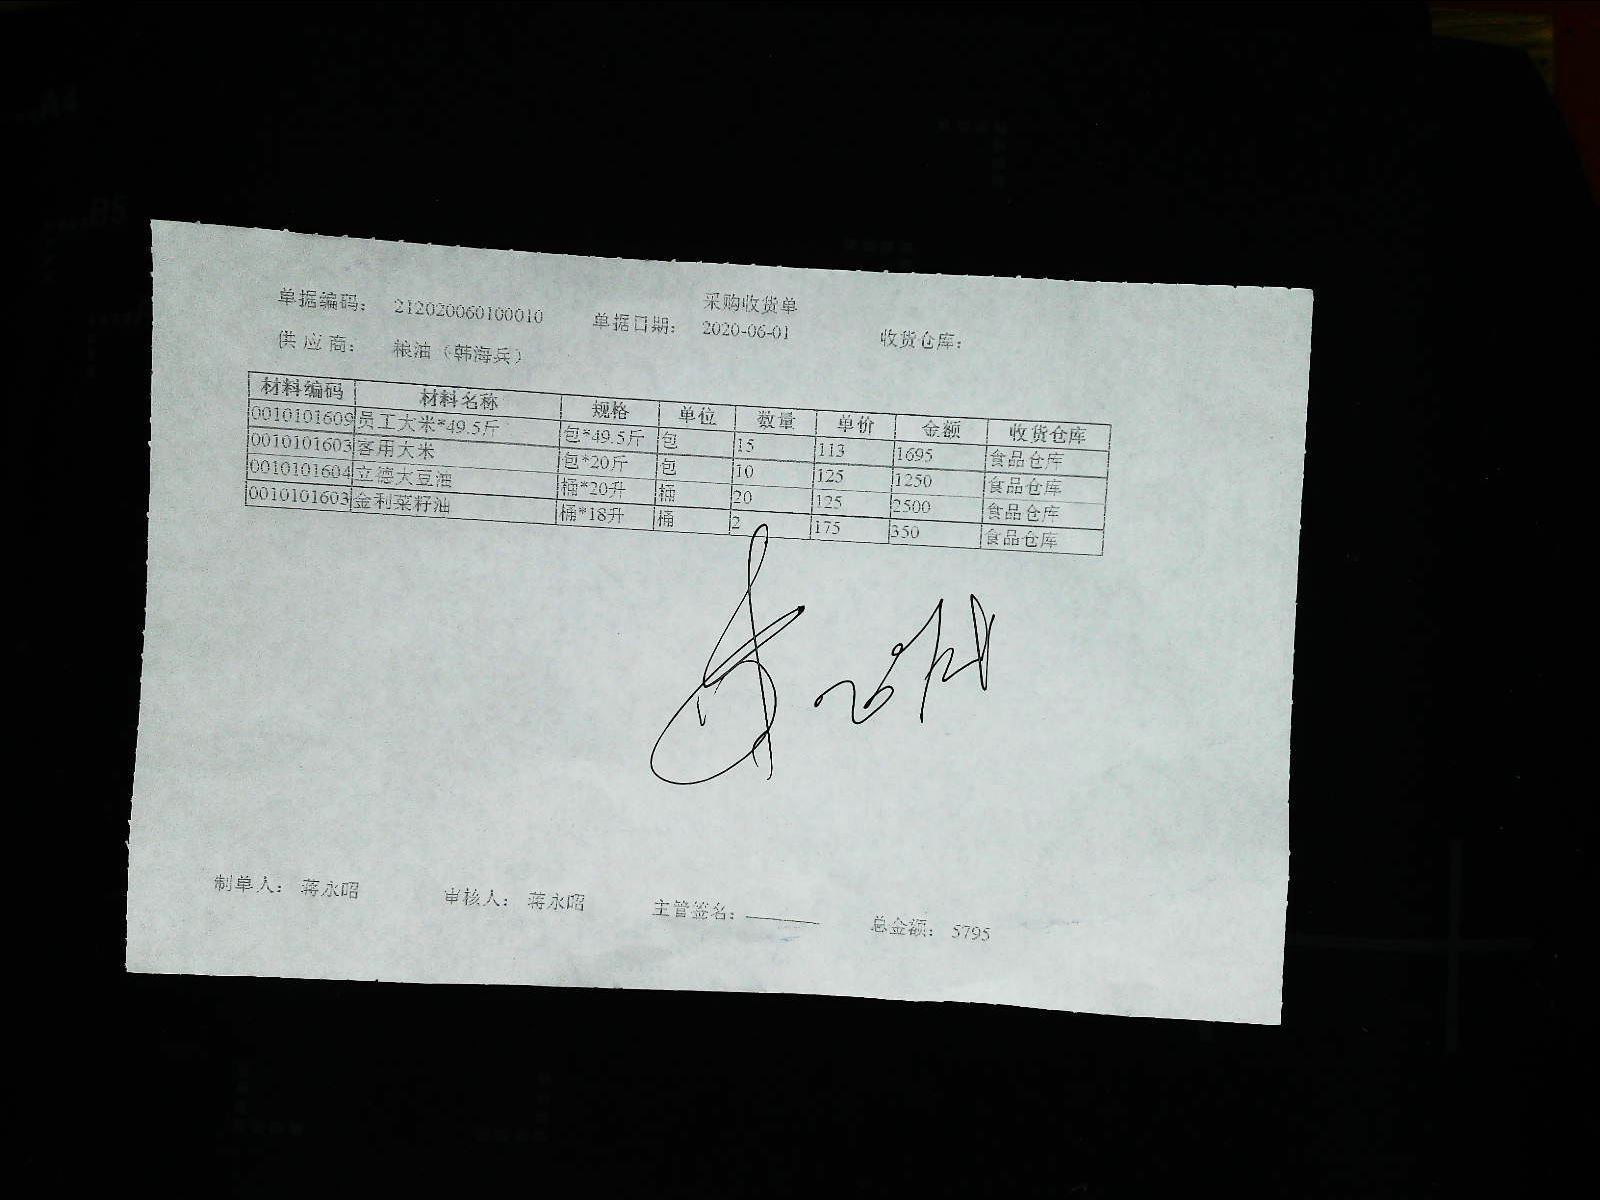 采购收货单
单据编码： 212020060100010 单据日期： 2020-06-01 收货仓库：
供 应 商： 粮油（韩海兵）
材料编码 材料名称 规格 单位 数量 单价 金额 收货仓库
0010101609 员工大米*49.5斤 包*49.5斤 包 15 113 1695 食品仓库
0010101603 客用大米 包*20斤 包 10 125 1250 食品仓库
0010101604 立德大豆油 桶*20升 桶 20 125 2500 食品仓库
0010101603 金利菜籽油 桶*18升 桶 2 175 350 食品仓库
制单人： 蒋永昭 审核人： 蒋永昭 主管签名： 总金额： 5795